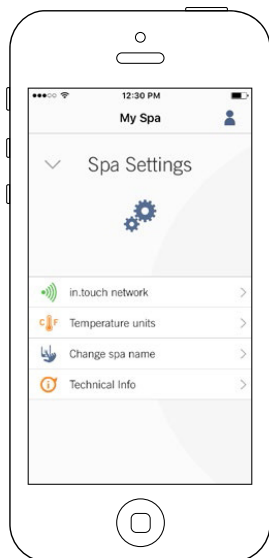 12:30 PM
My Spa
Spa Settings
in.touch network
C F Temperature units
Change spa name
Technical Info